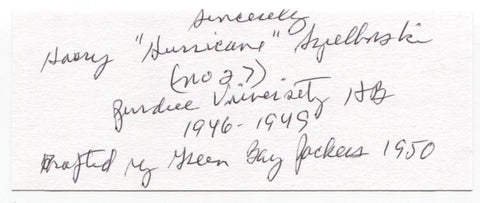 Sincerely
Harry "Hurricane" Szulborski
(no 27)
Purdue University HB
1946-1949
Drafted by Green Bay Packers 1950